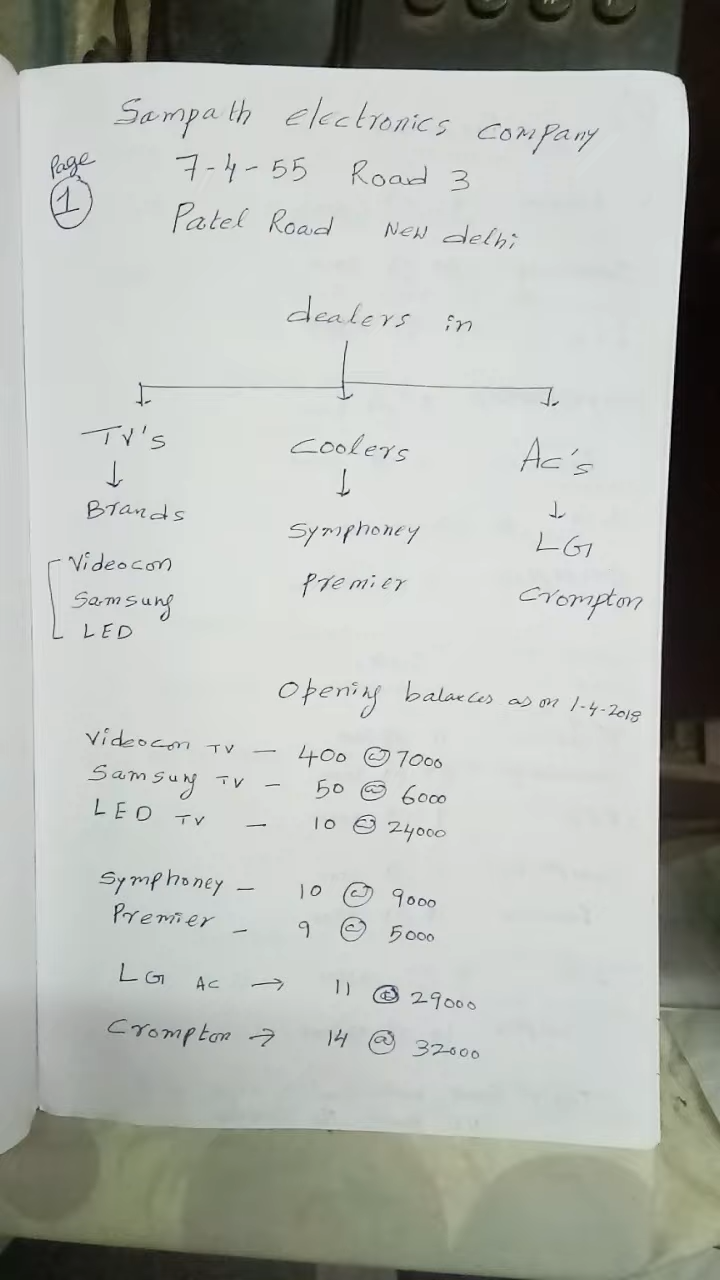 Sampath electronics company
Page
1
7-4-55 Road 3
Patel Road New delhi
dealers in
TV's Coolers Ac's
Brands
Symphoney LG
Videocon
Premier Crompton
Samsung
LED
Opening balances as on 1-4-2018
Videocon TV — 400 @ 7000
Samsung TV — 50 @ 6000
LED TV — 10 @ 24000
Symphoney — 10 @ 9000
Premier — 9 @ 5000
LG AC → 11 @ 29000
Crompton → 14 @ 32000